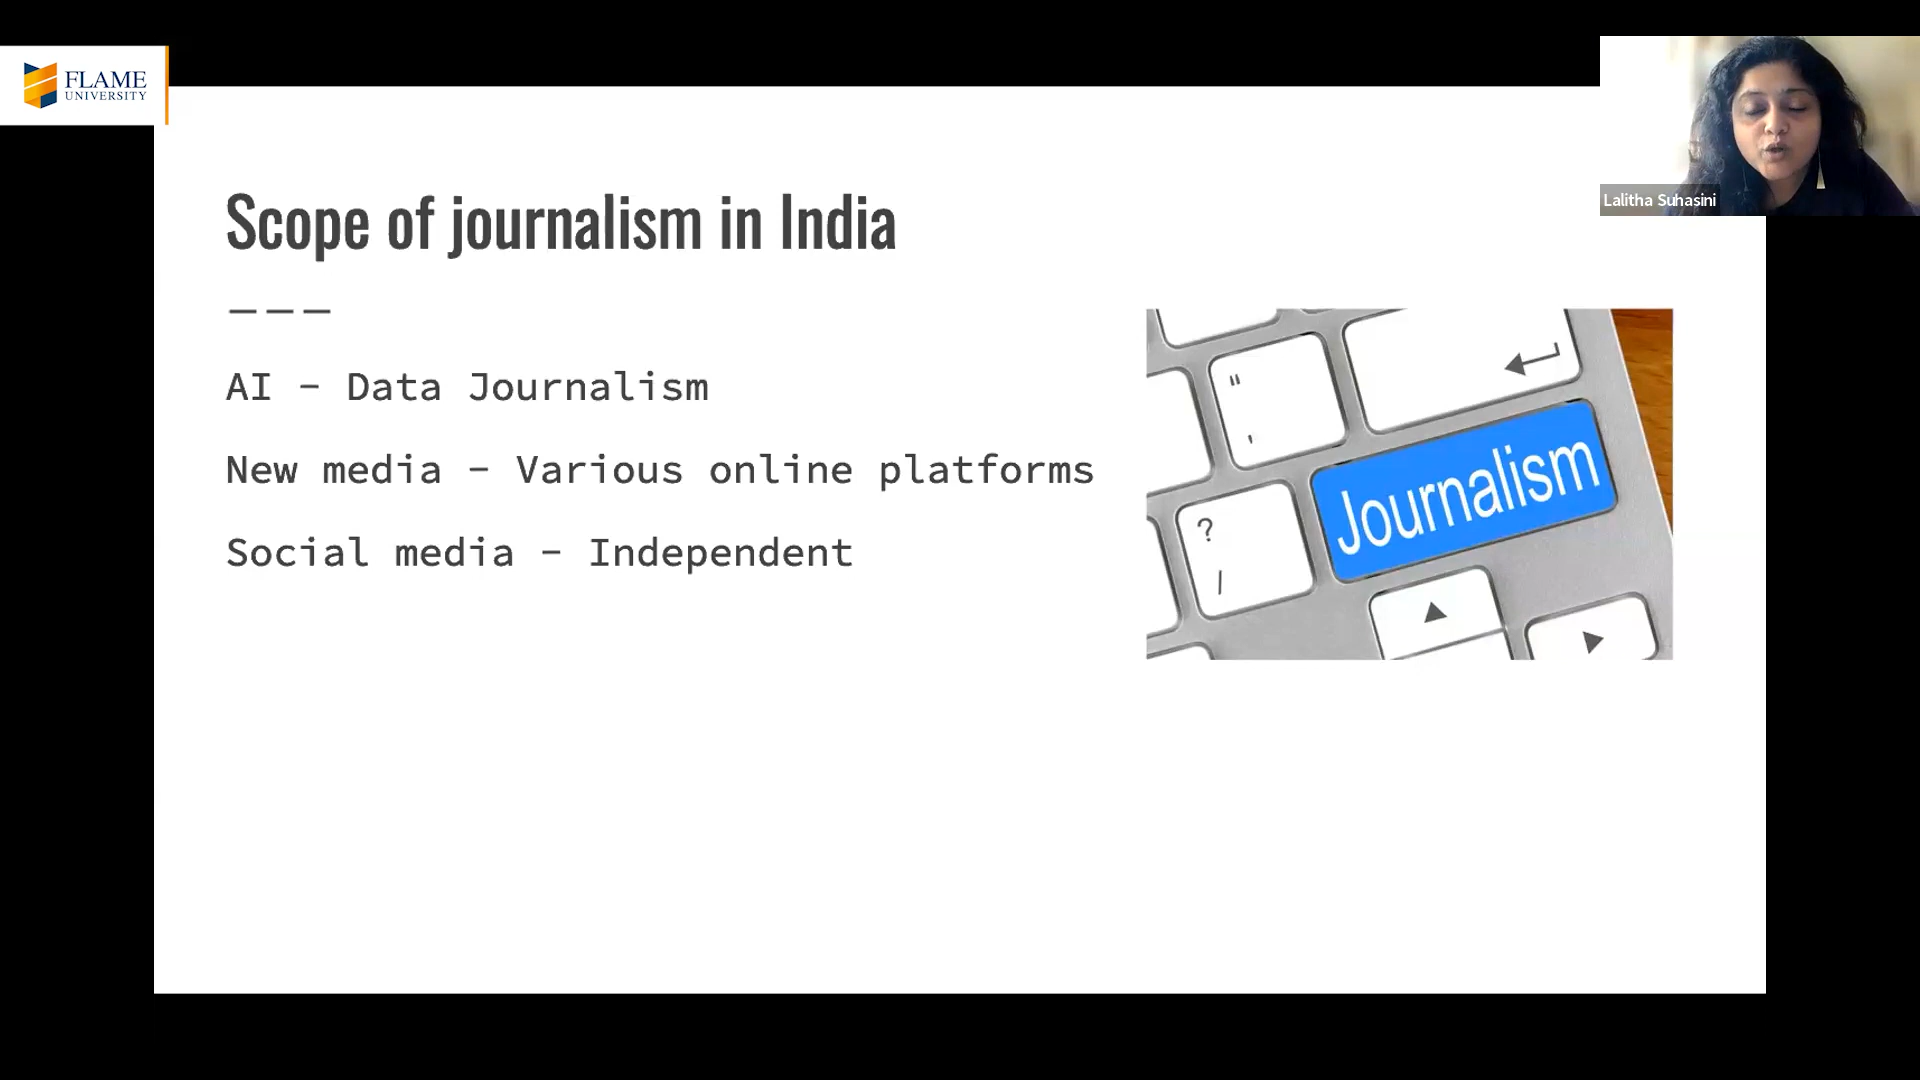 FLAME
UNIVERSITY
Lalitha Suhasini
Scope of journalism in India
AI – Data Journalism
New media – Various online platforms
Social media – Independent
"
'
?
/
Journalism